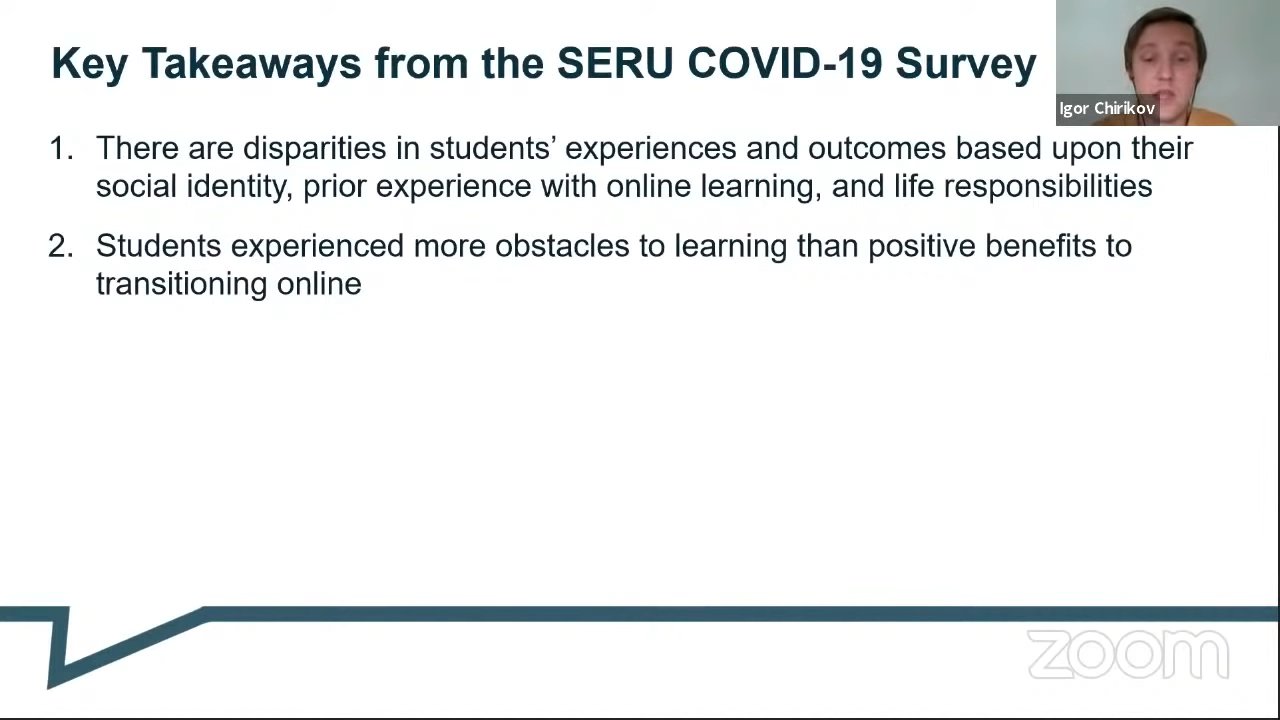 Key Takeaways from the SERU COVID-19 Survey
Igor Chirikov
1. There are disparities in students’ experiences and outcomes based upon their
social identity, prior experience with online learning, and life responsibilities
2. Students experienced more obstacles to learning than positive benefits to
transitioning online
zoom